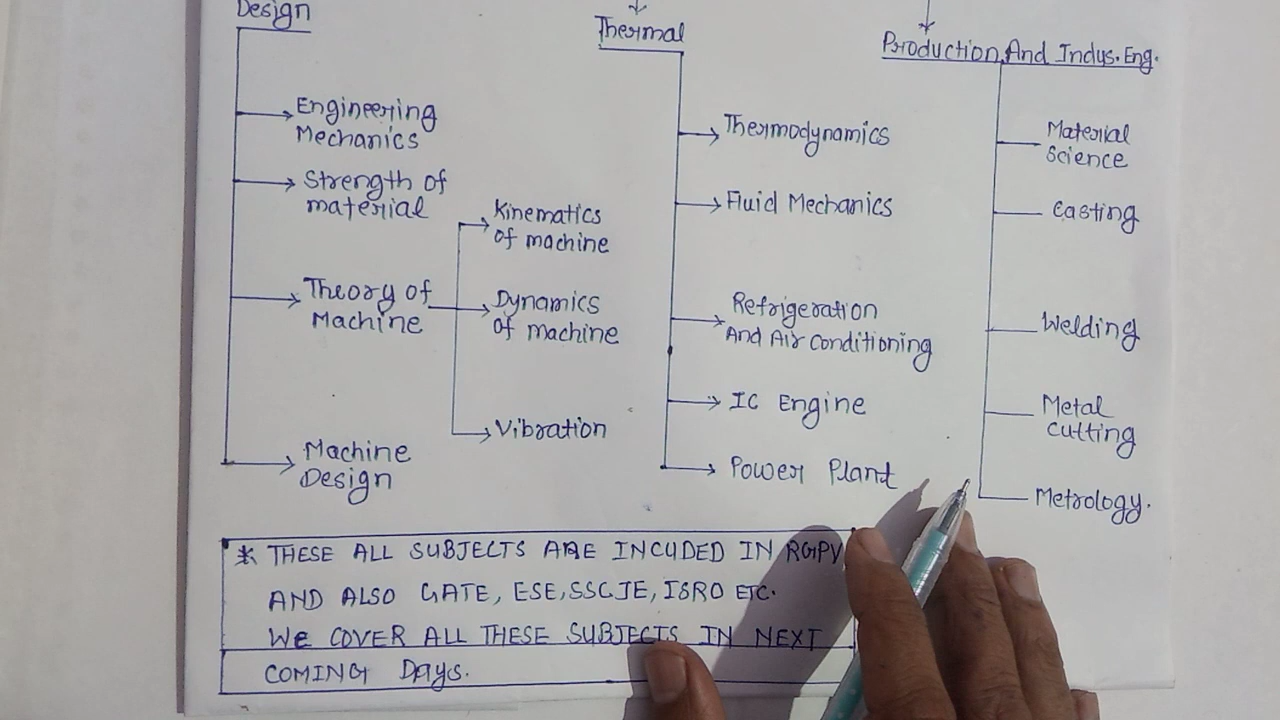 Design
Engineering
Mechanics
Strength of
material
Theory of
Machine
Kinematics
of machine
Dynamics
of machine
Vibration
Machine
Design
Thermal
Thermodynamics
Fluid Mechanics
Refrigeration
And Air Conditioning
IC Engine
Power Plant
Production And Indus. Eng.
Material
Science
Casting
Welding
Metal
Cutting
Metrology.
* THESE ALL SUBJECTS ARE INCUDED IN RGPV
AND ALSO GATE, ESE, SSCJE, ISRO ETC.
We COVER ALL THESE SUBJECTS IN NEXT
COMING Days.